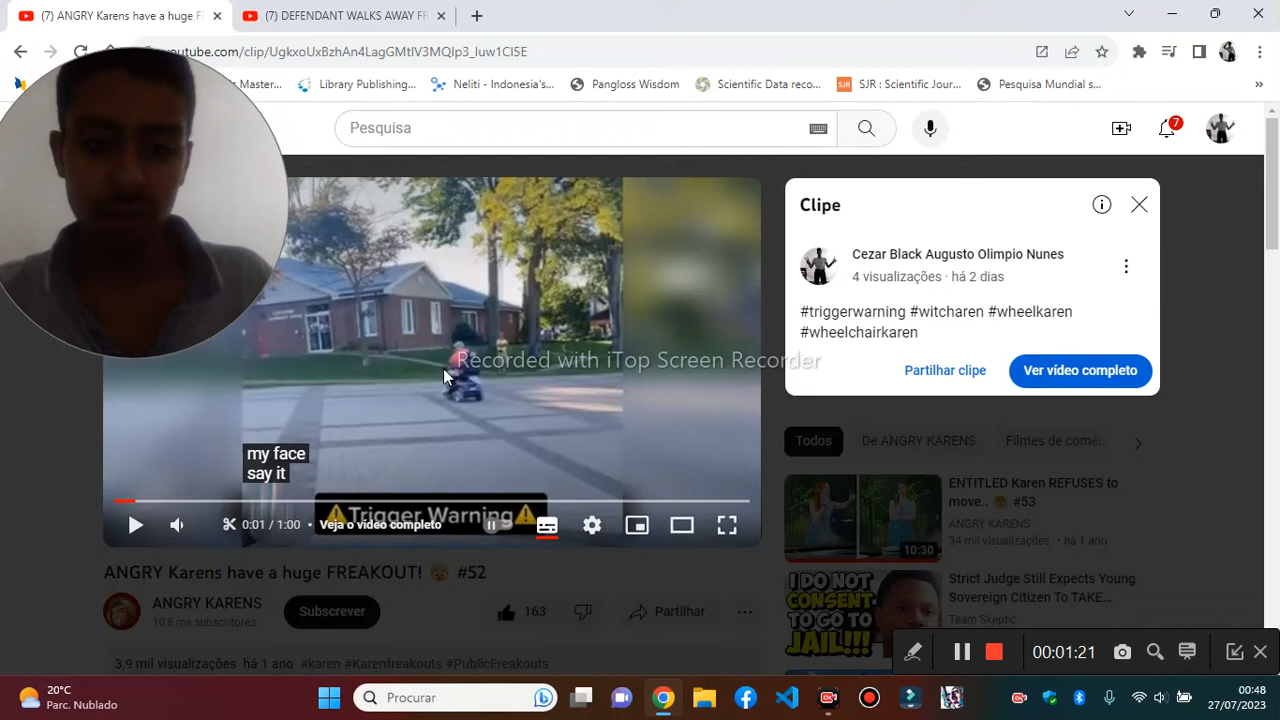 (7) ANGRY Karens have a huge F
(7) DEFENDANT WALKS AWAY FR
youtube.com/clip/UgkxoUxBzhAn4LagGMtIV3MQIp3_Iuw1Cl5E
Master...
Library Publishing...
Neliti - Indonesia's...
Pangloss Wisdom
Scientific Data reco...
SJR
SJR : Scientific Jour...
Pesquisa Mundial s...
»
Pesquisa
7
Clipe
Cezar Black Augusto Olimpio Nunes
4 visualizações · há 2 dias
#triggerwarning #witcharen #wheelkaren
#wheelchairkaren
Partilhar clipe
Ver vídeo completo
Recorded with iTop Screen Recorder
my face
say it
⚠Trigger Warning⚠
0:01 / 1:00 • Veja o vídeo completo
ANGRY Karens have a huge FREAKOUT! #52
ANGRY KARENS
10,8 mil subscritores
Subscrever
163
Partilhar
3,9 mil visualizações há 1 ano #karen #Karenfreakouts #PublicFreakouts
Todos
De ANGRY KARENS
Filmes de comédi
ENTITLED Karen REFUSES to
move.. #53
ANGRY KARENS
34 mil visualizações · há 1 ano
10:30
I DO NOT
CONSENT
TO GO TO
JAIL!!!
Strict Judge Still Expects Young
Sovereign Citizen To TAKE...
Team Skeptic
00:01:21
20°C
Parc. Nublado
Procurar
00:48
27/07/2023